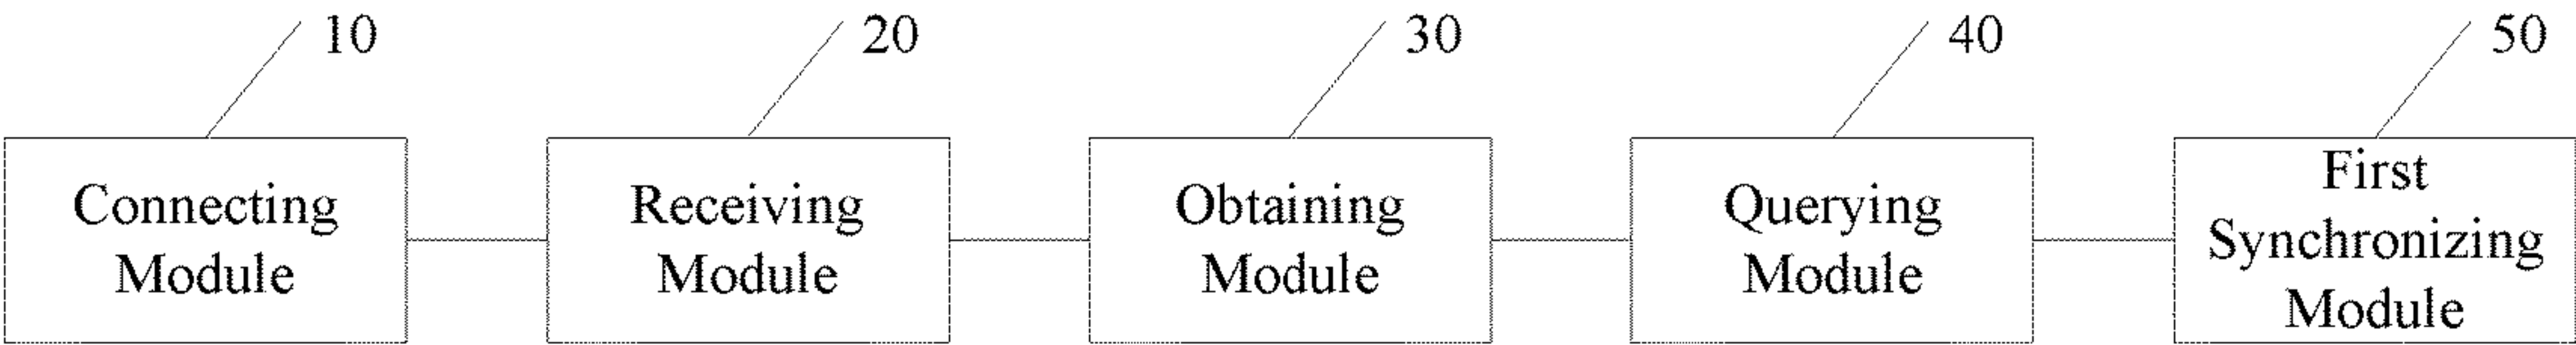 10
20
30
40
50
Connecting
Module
Receiving
Module
Obtaining
Module
Querying
Module
First
Synchronizing
Module